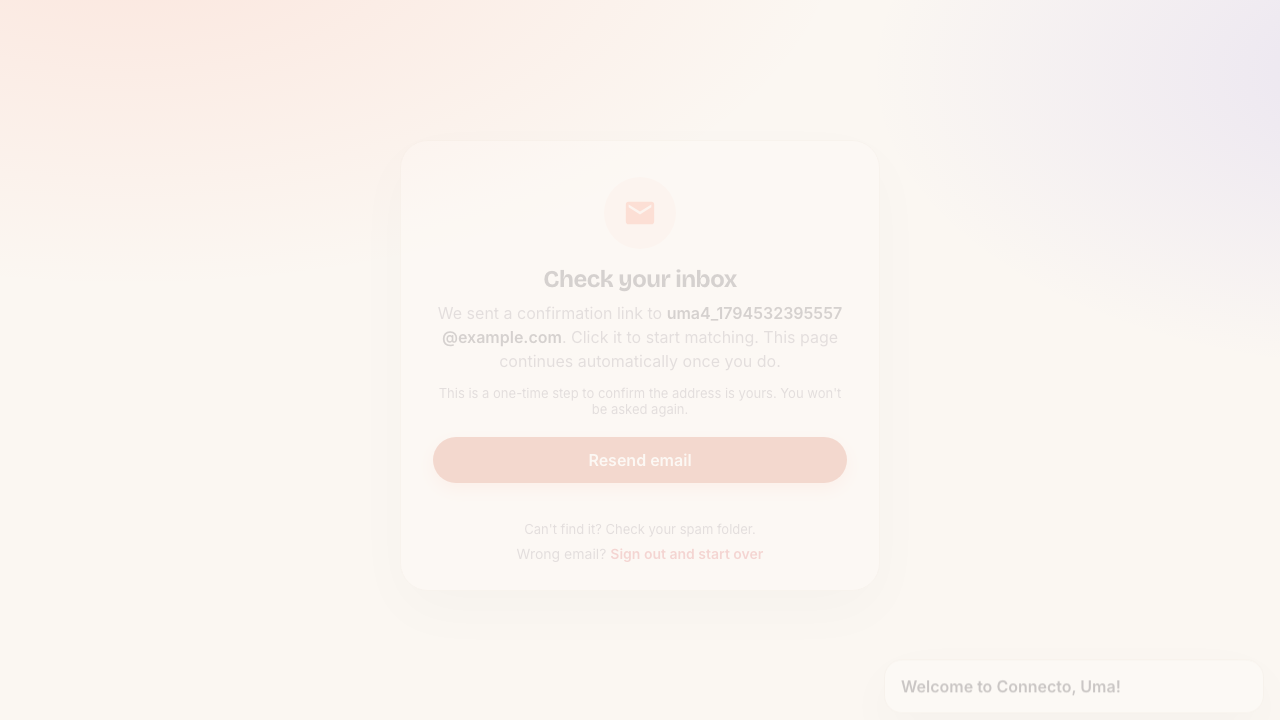 Check your inbox
We sent a confirmation link to uma4_1794532395557
@example.com. Click it to start matching. This page
continues automatically once you do.
This is a one-time step to confirm the address is yours. You won't
be asked again.
Resend email
Can't find it? Check your spam folder.
Wrong email? Sign out and start over
Welcome to Connecto, Uma!